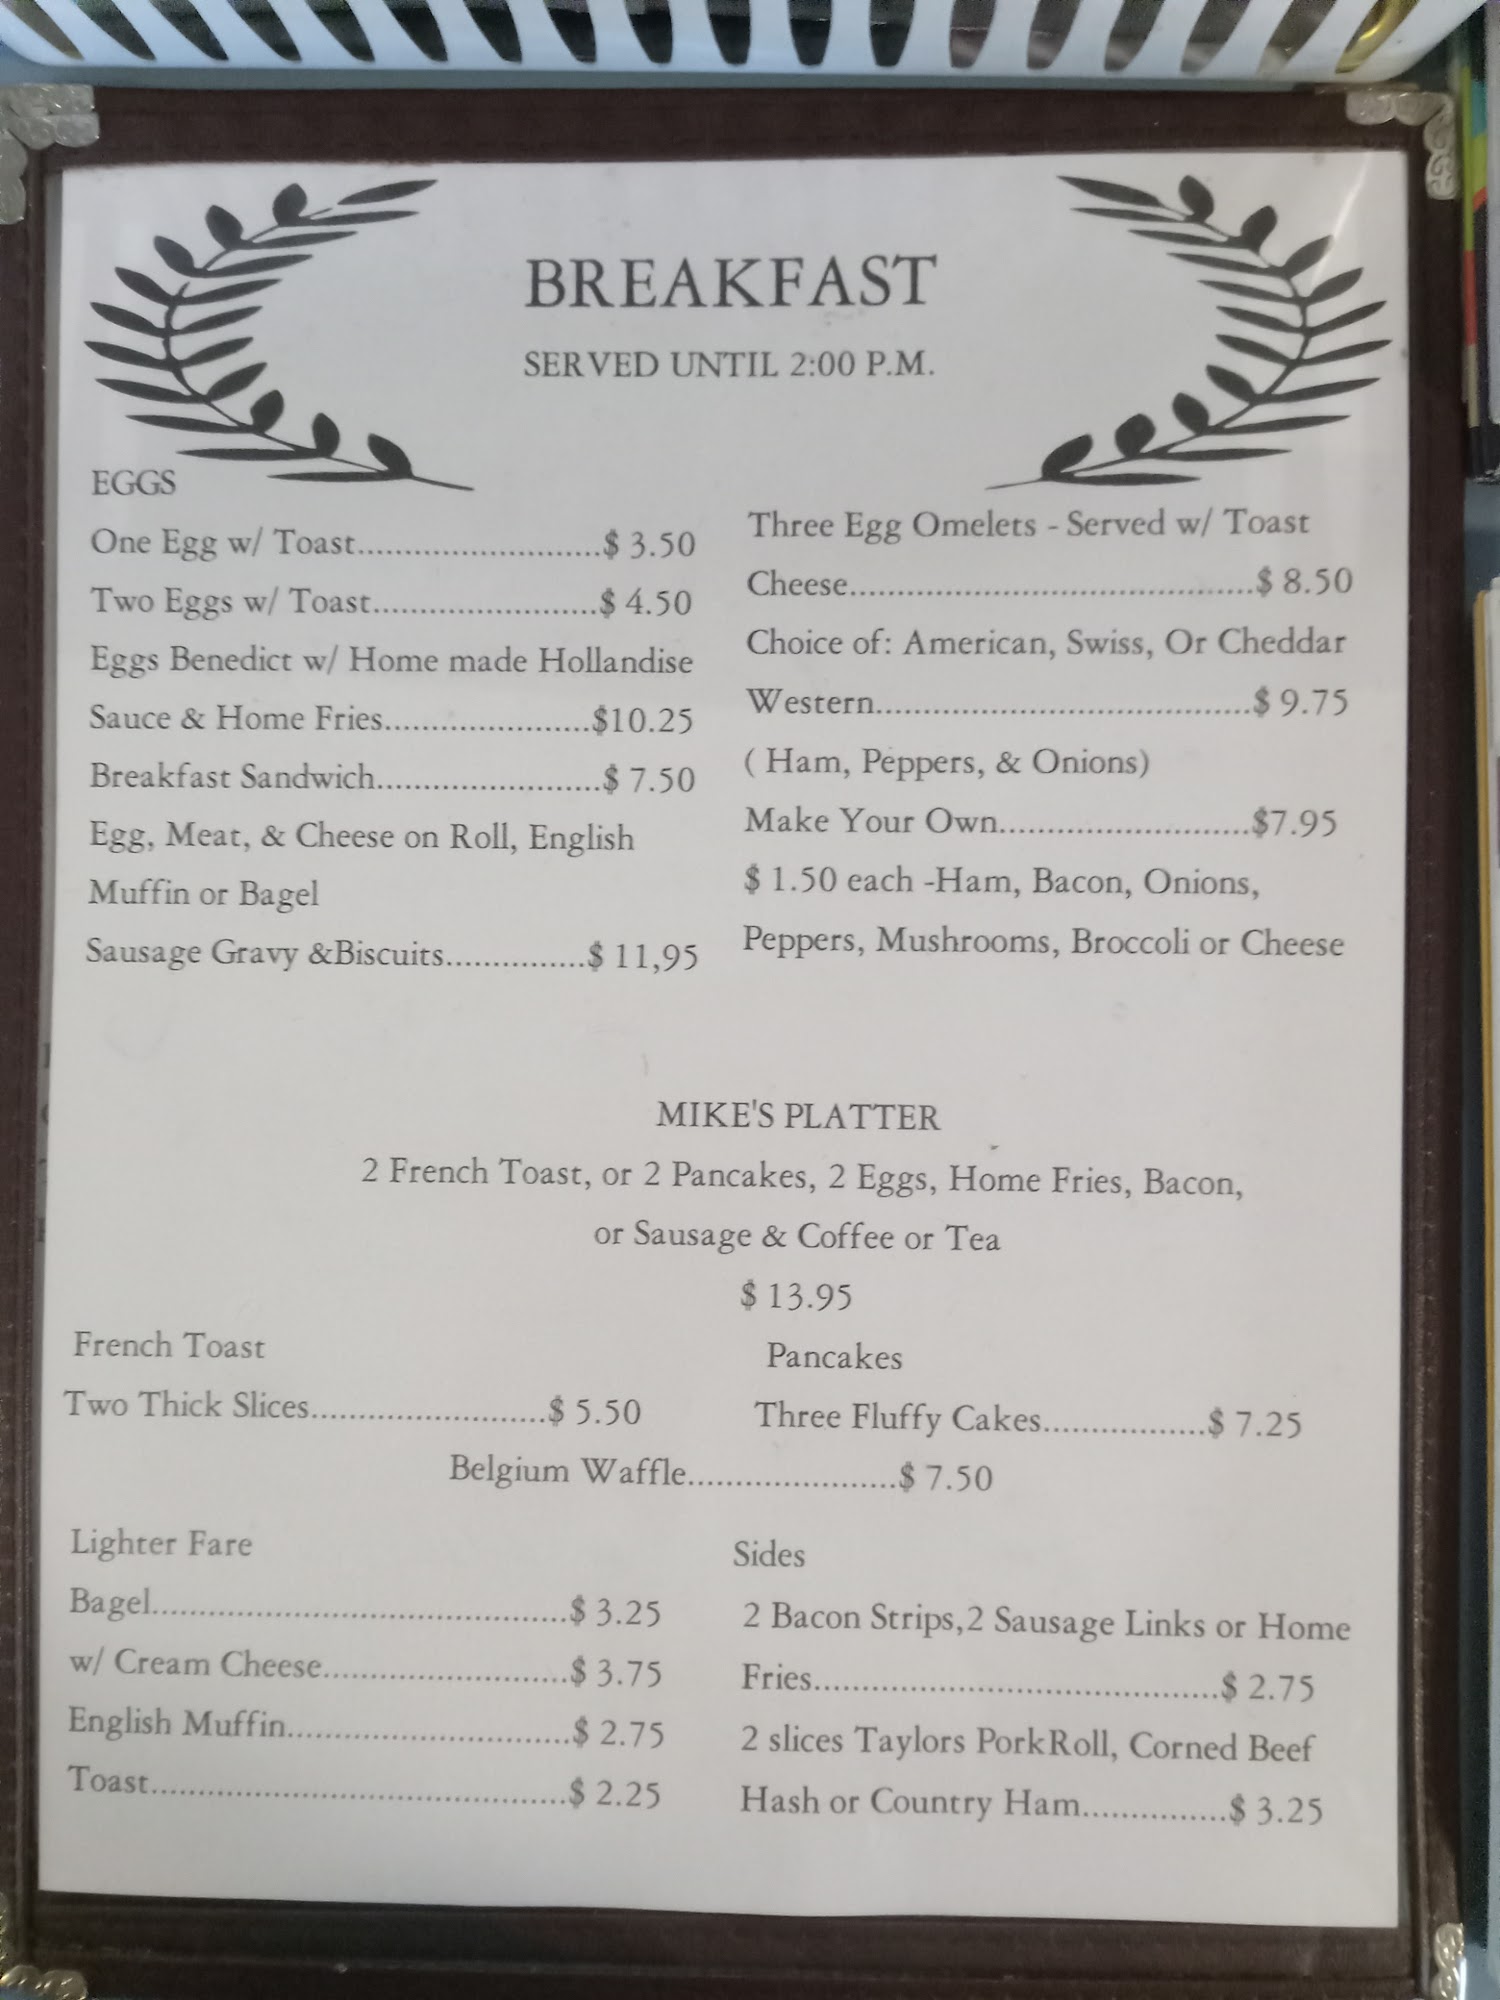 BREAKFAST
SERVED UNTIL 2:00 P.M.
EGGS
One Egg w/ Toast..........................$ 3.50
Two Eggs w/ Toast........................$ 4.50
Eggs Benedict w/ Home made Hollandise
Sauce & Home Fries......................$10.25
Breakfast Sandwich........................$ 7.50
Egg, Meat, & Cheese on Roll, English
Muffin or Bagel
Sausage Gravy &Biscuits...............$ 11,95
Three Egg Omelets - Served w/ Toast
Cheese...........................................$ 8.50
Choice of: American, Swiss, Or Cheddar
Western........................................$ 9.75
( Ham, Peppers, & Onions)
Make Your Own...........................$7.95
$ 1.50 each -Ham, Bacon, Onions,
Peppers, Mushrooms, Broccoli or Cheese
MIKE'S PLATTER
2 French Toast, or 2 Pancakes, 2 Eggs, Home Fries, Bacon,
or Sausage & Coffee or Tea
$ 13.95
French Toast
Two Thick Slices.........................$ 5.50
Pancakes
Three Fluffy Cakes.................$ 7.25
Belgium Waffle......................$ 7.50
Lighter Fare
Bagel............................................$ 3.25
w/ Cream Cheese..........................$ 3.75
English Muffin..............................$ 2.75
Toast............................................$ 2.25
Sides
2 Bacon Strips,2 Sausage Links or Home
Fries...........................................$ 2.75
2 slices Taylors PorkRoll, Corned Beef
Hash or Country Ham...............$ 3.25